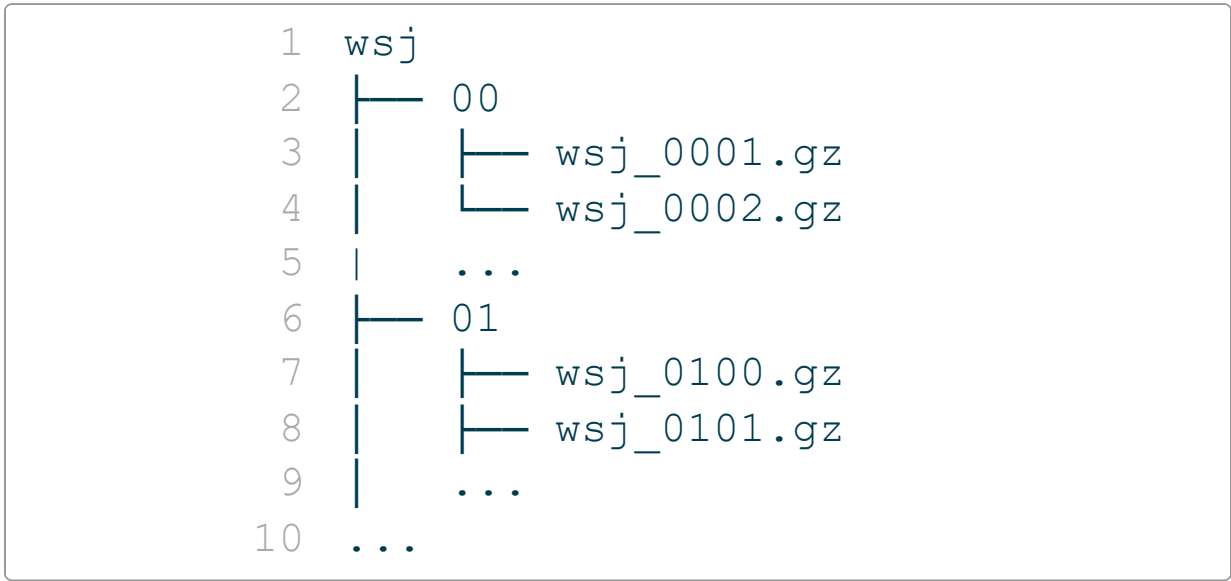 1 wsj
2 ├── 00
3 │   ├── wsj_0001.gz
4 │   └── wsj_0002.gz
5 |   ...
6 ├── 01
7 │   ├── wsj_0100.gz
8 │   ├── wsj_0101.gz
9 │   ...
10 ...